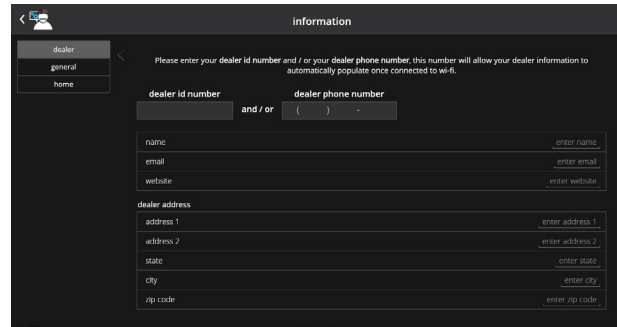 information
dealer
general
home
Please enter your dealer id number and / or your dealer phone number, this number will allow your dealer information to
automatically populate once connected to wi-fi.
dealer id number
and / or
dealer phone number
( ) -
name enter name
email enter email
website enter website
dealer address
address 1 enter address 1
address 2 enter address 2
state enter state
city enter city
zip code enter zip code